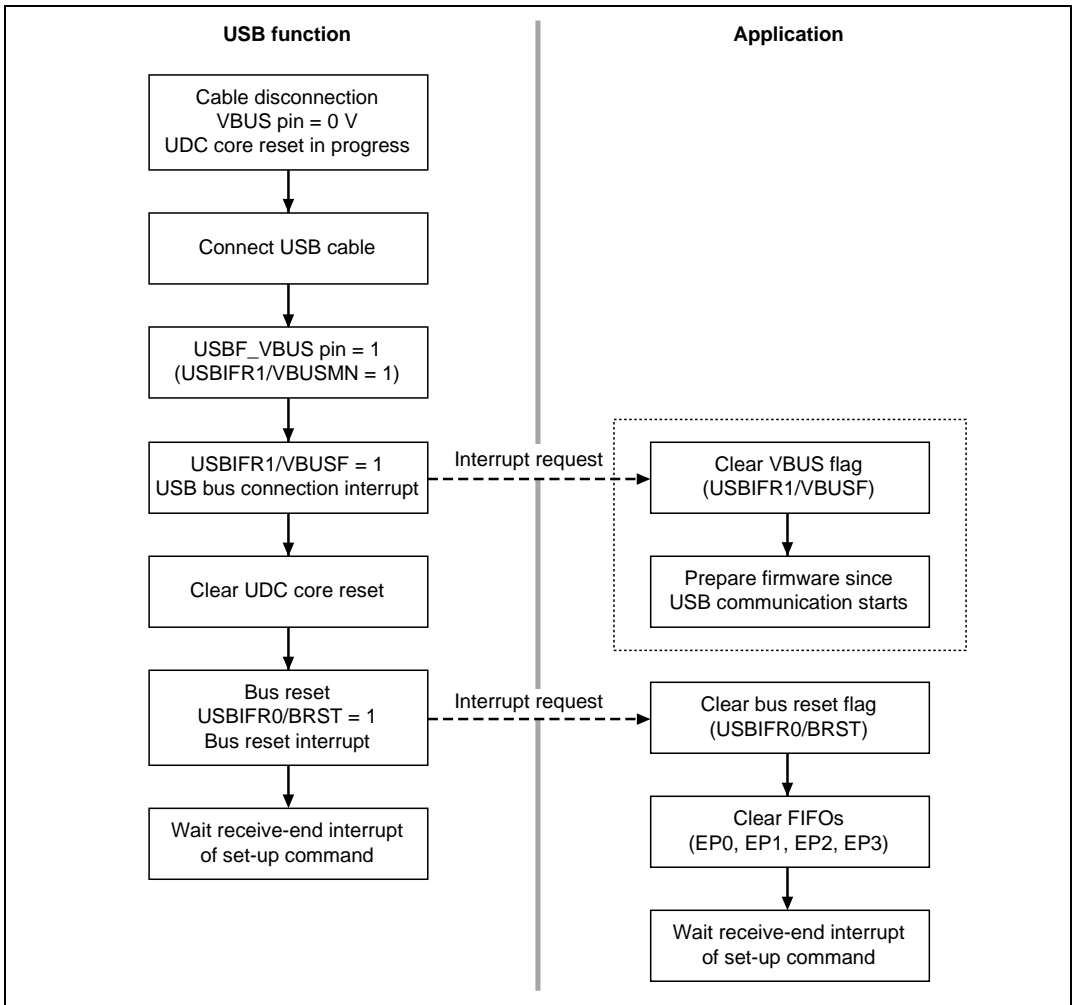 USB function
Application
Cable disconnection
VBUS pin = 0 V
UDC core reset in progress
Connect USB cable
USBF_VBUS pin = 1
(USBIFR1/VBUSMN = 1)
USBIFR1/VBUSF = 1
USB bus connection interrupt
Interrupt request
Clear VBUS flag
(USBIFR1/VBUSF)
Clear UDC core reset
Prepare firmware since
USB communication starts
Bus reset
USBIFR0/BRST = 1
Bus reset interrupt
Interrupt request
Clear bus reset flag
(USBIFR0/BRST)
Wait receive-end interrupt
of set-up command
Clear FIFOs
(EP0, EP1, EP2, EP3)
Wait receive-end interrupt
of set-up command